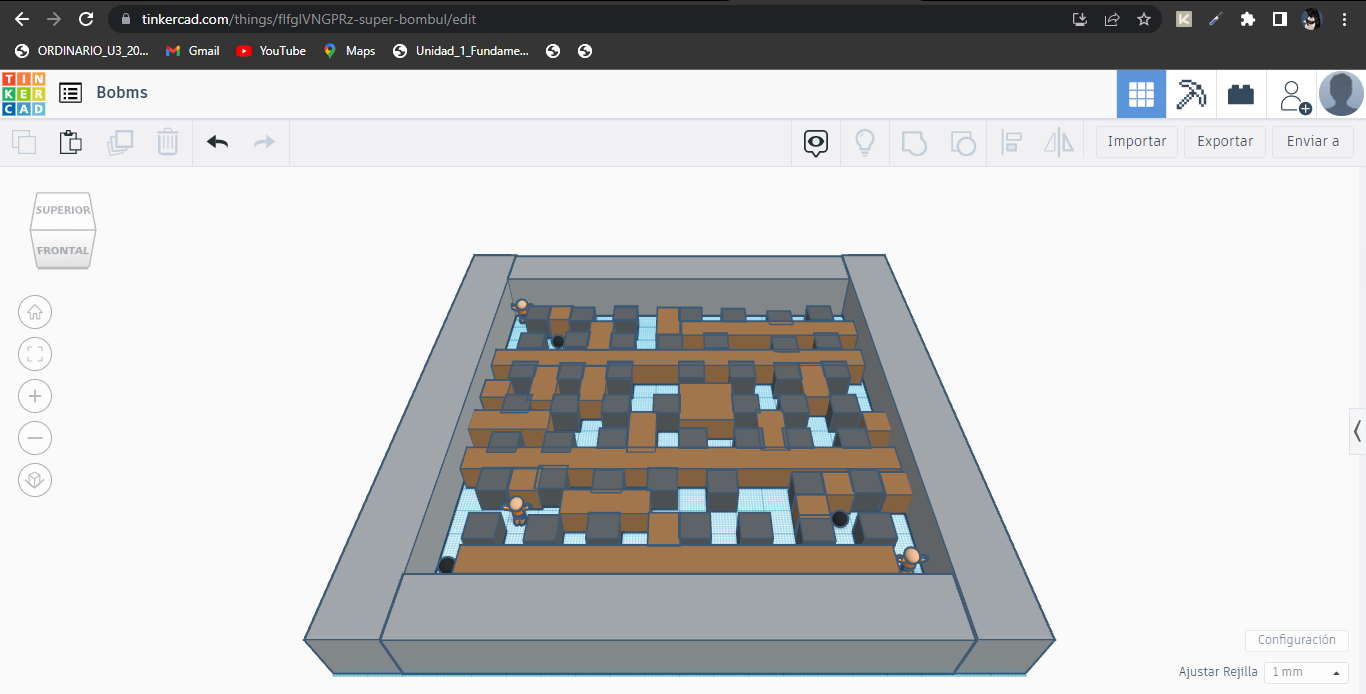 tinkercad.com/things/flfglVNGPRz-super-bombul/edit
ORDINARIO_U3_20...
Gmail
YouTube
Maps
Unidad_1_Fundame...
TIN
KER
CAD
Bobms
Importar
Exportar
Enviar a
SUPERIOR
FRONTAL
Configuración
Ajustar Rejilla
1 mm